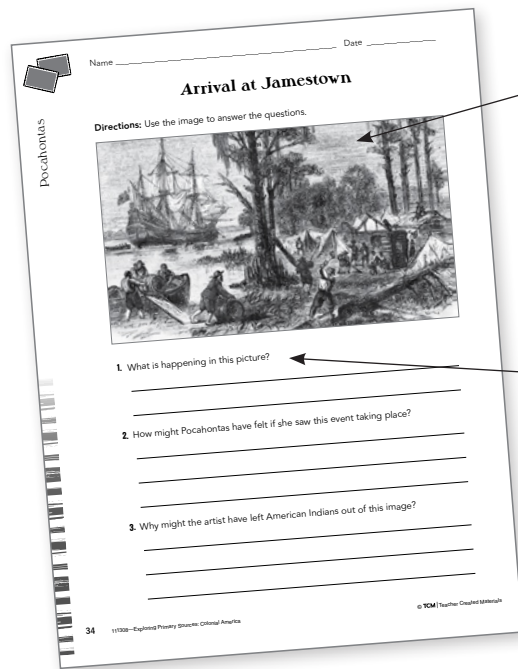 Name Date
Arrival at Jamestown
Directions: Use the image to answer the questions.
Pocahontas
1. What is happening in this picture?
2. How might Pocahontas have felt if she saw this event taking place?
3. Why might the artist have left American Indians out of this image?
34 111308—Exploring Primary Sources: Colonial America © TCM | Teacher Created Materials